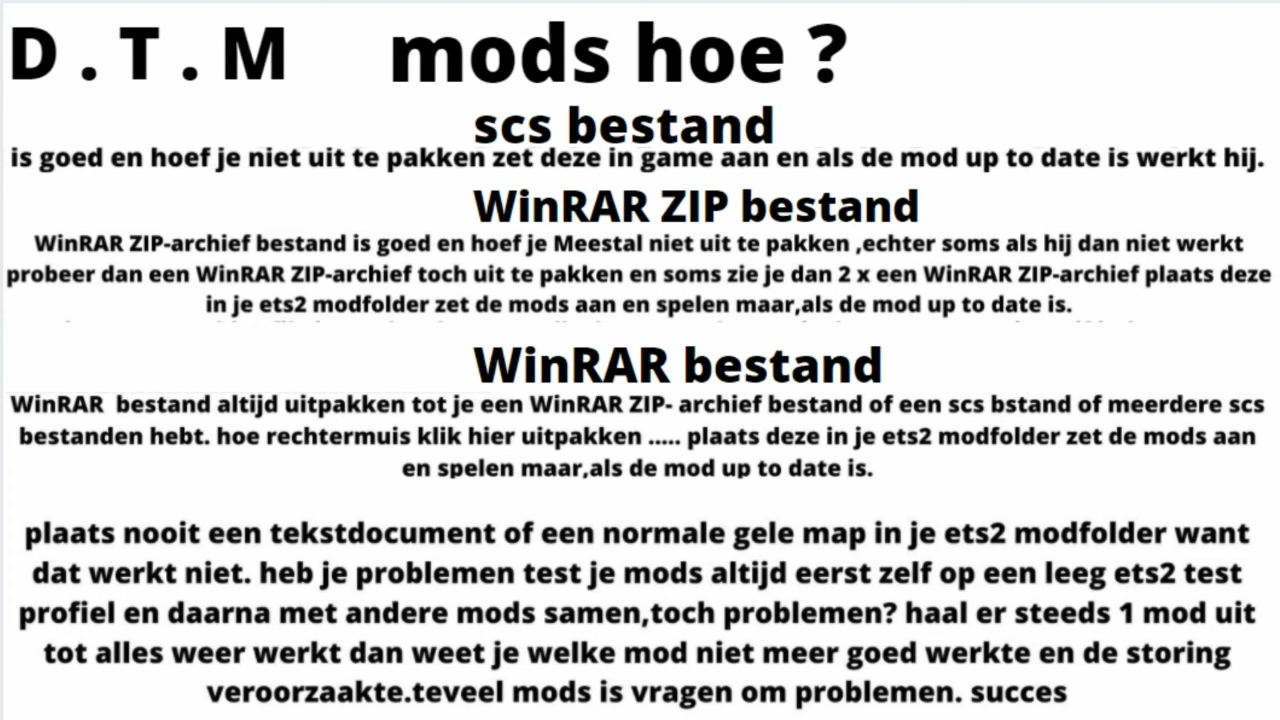 D . T . M mods hoe ?
scs bestand
is goed en hoef je niet uit te pakken zet deze in game aan en als de mod up to date is werkt hij.
WinRAR ZIP bestand
WinRAR ZIP-archief bestand is goed en hoef je Meestal niet uit te pakken ,echter soms als hij dan niet werkt
probeer dan een WinRAR ZIP-archief toch uit te pakken en soms zie je dan 2 x een WinRAR ZIP-archief plaats deze
in je ets2 modfolder zet de mods aan en spelen maar,als de mod up to date is.
WinRAR bestand
WinRAR bestand altijd uitpakken tot je een WinRAR ZIP- archief bestand of een scs bstand of meerdere scs
bestanden hebt. hoe rechtermuis klik hier uitpakken ..... plaats deze in je ets2 modfolder zet de mods aan
en spelen maar,als de mod up to date is.
plaats nooit een tekstdocument of een normale gele map in je ets2 modfolder want
dat werkt niet. heb je problemen test je mods altijd eerst zelf op een leeg ets2 test
profiel en daarna met andere mods samen,toch problemen? haal er steeds 1 mod uit
tot alles weer werkt dan weet je welke mod niet meer goed werkte en de storing
veroorzaakte.teveel mods is vragen om problemen. succes